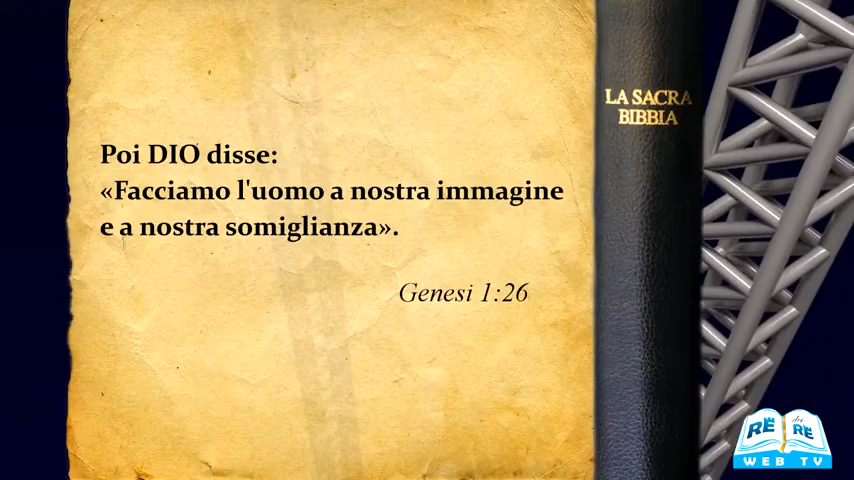 Poi DIO disse:
«Facciamo l'uomo a nostra immagine
e a nostra somiglianza».
Genesi 1:26
LA SACRA
BIBBIA
RE dei RE
WEB TV